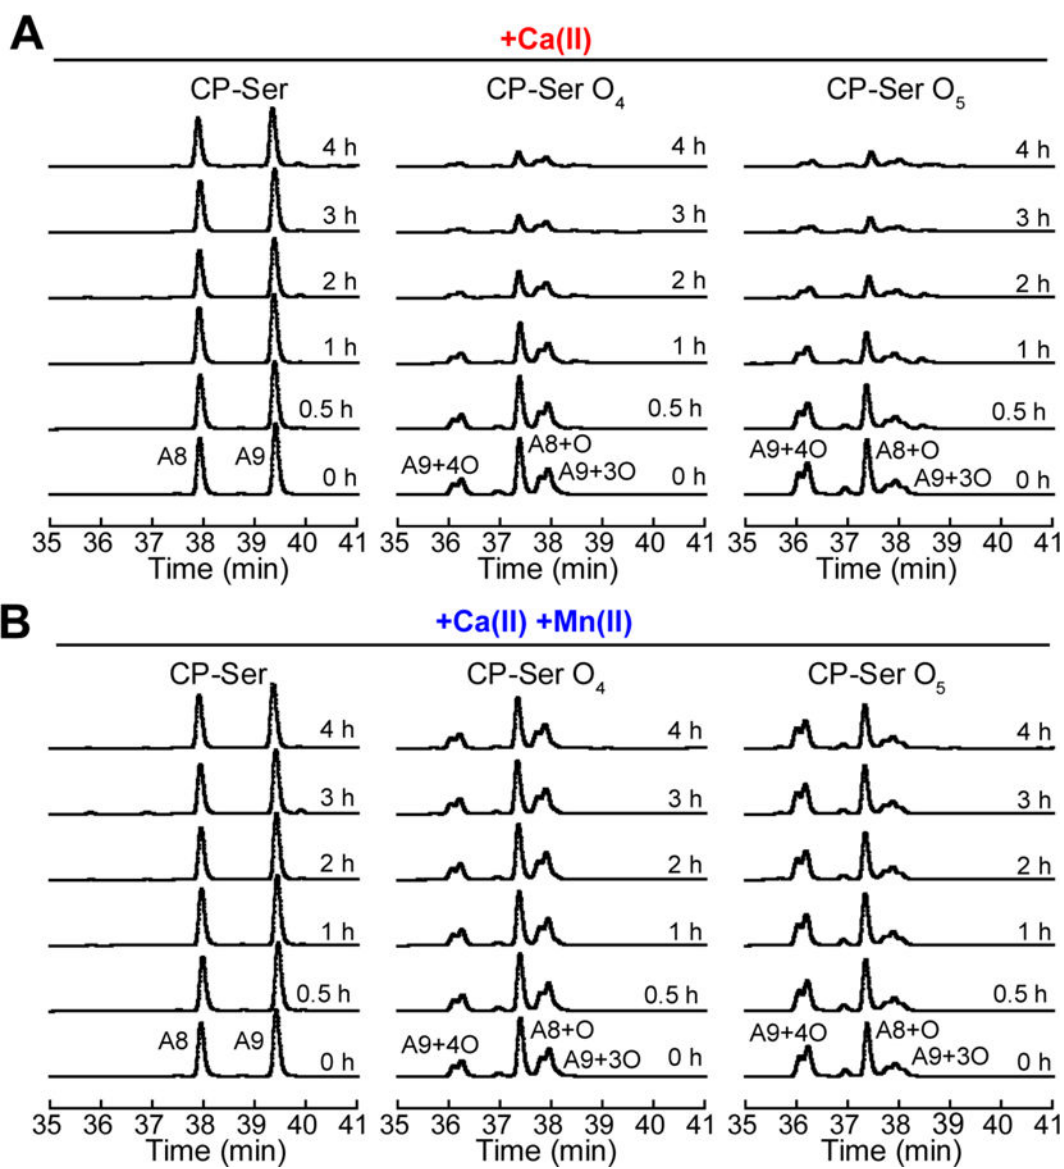 A
+Ca(II)
CP-Ser CP-Ser O4 CP-Ser O5
4 h 4 h 4 h
3 h 3 h 3 h
2 h 2 h 2 h
1 h 1 h 1 h
0.5 h 0.5 h 0.5 h
A8 A9 0 h A9+4O A8+O A9+3O 0 h A9+4O A8+O A9+3O 0 h
35 36 37 38 39 40 41 35 36 37 38 39 40 41 35 36 37 38 39 40 41
Time (min) Time (min) Time (min)
B
+Ca(II) +Mn(II)
CP-Ser CP-Ser O4 CP-Ser O5
4 h 4 h 4 h
3 h 3 h 3 h
2 h 2 h 2 h
1 h 1 h 1 h
0.5 h 0.5 h 0.5 h
A8 A9 0 h A9+4O A8+O A9+3O 0 h A9+4O A8+O A9+3O 0 h
35 36 37 38 39 40 41 35 36 37 38 39 40 41 35 36 37 38 39 40 41
Time (min) Time (min) Time (min)